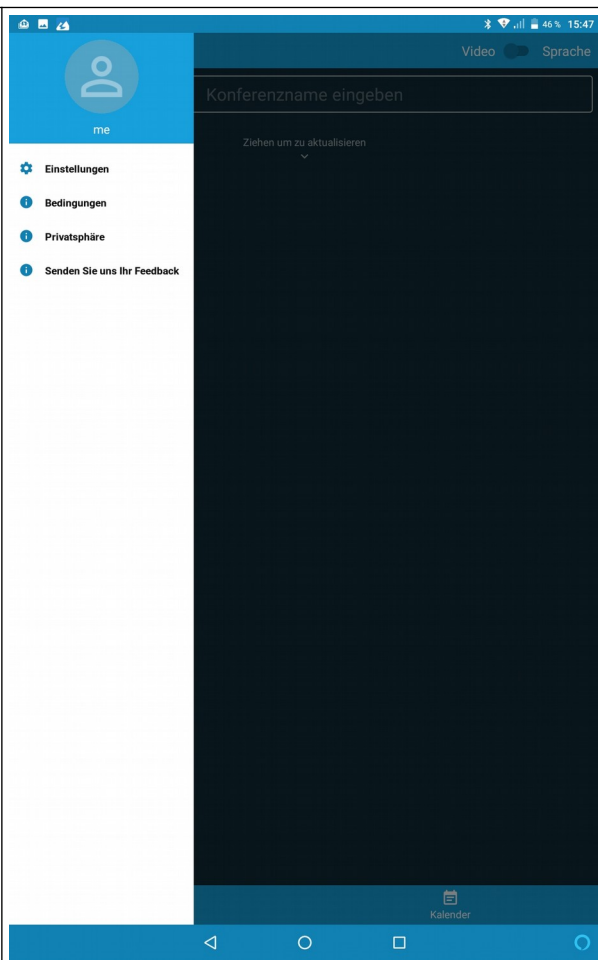 46 % 15:47
Video Sprache
me
Konferenzname eingeben
Ziehen um zu aktualisieren
Einstellungen
Bedingungen
Privatsphäre
Senden Sie uns Ihr Feedback
Kalender